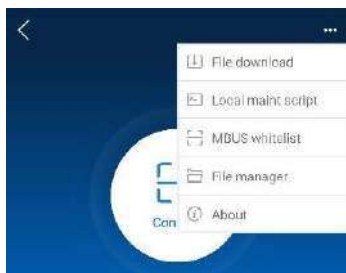 File download
Local maint script
MBUS whitelist
File manager
Con
About